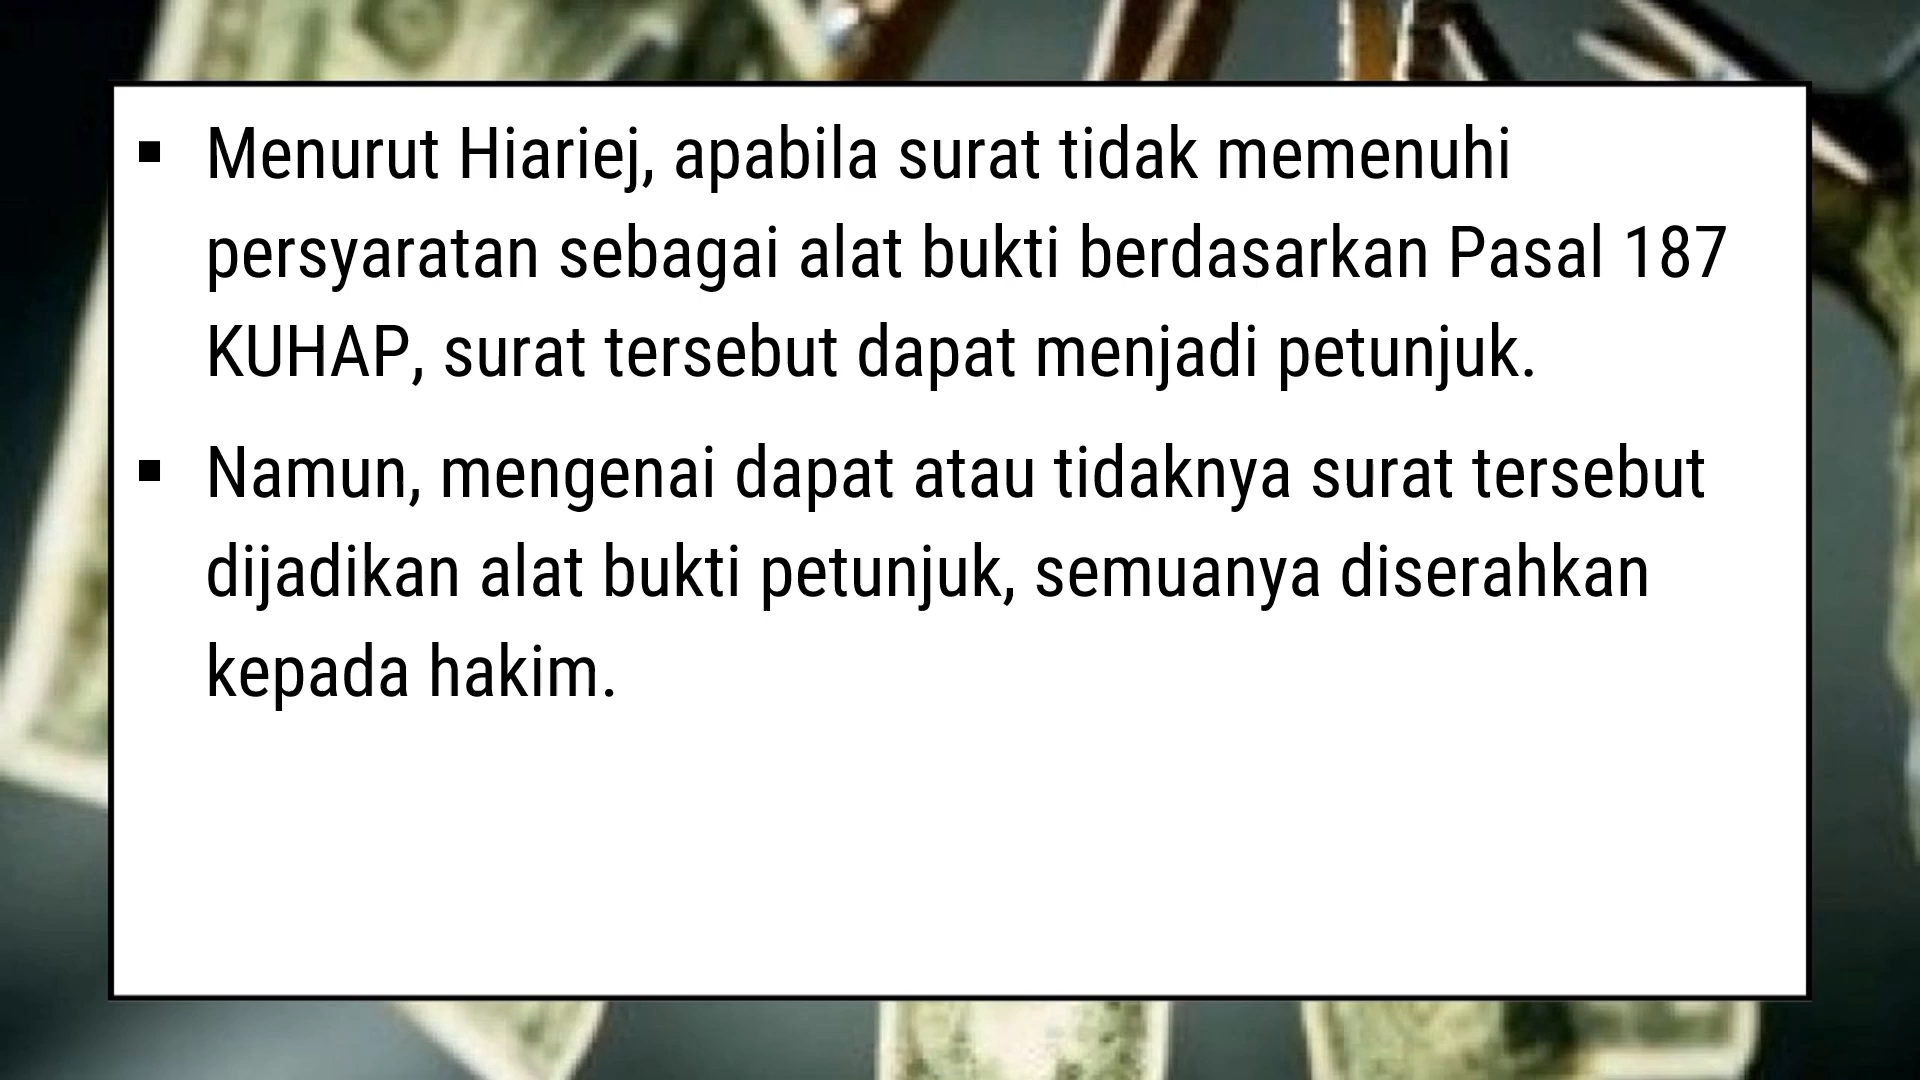 ▪ Menurut Hiariej, apabila surat tidak memenuhi
persyaratan sebagai alat bukti berdasarkan Pasal 187
KUHAP, surat tersebut dapat menjadi petunjuk.
▪ Namun, mengenai dapat atau tidaknya surat tersebut
dijadikan alat bukti petunjuk, semuanya diserahkan
kepada hakim.